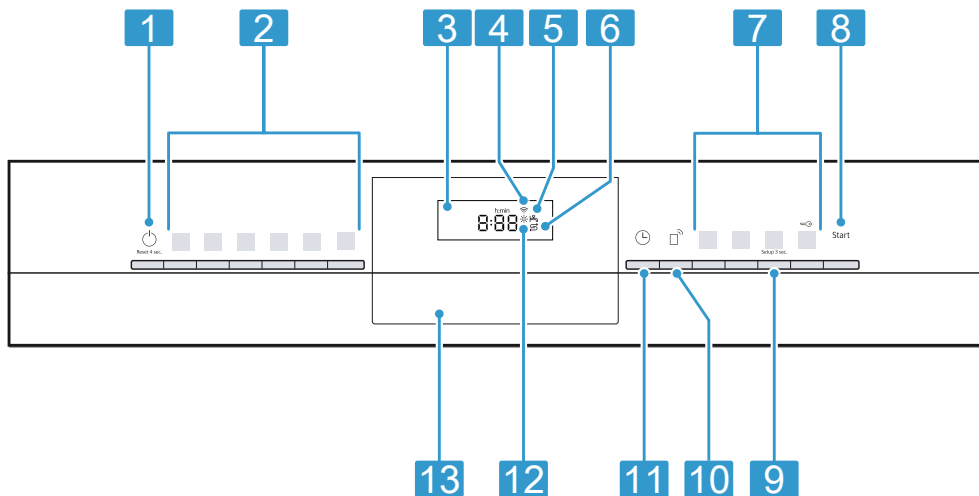 1 2 3 4 5 6 7 8
h:min
8:88
Reset 4 sec.
Setup 3 sec.
Start
13 12 11 10 9